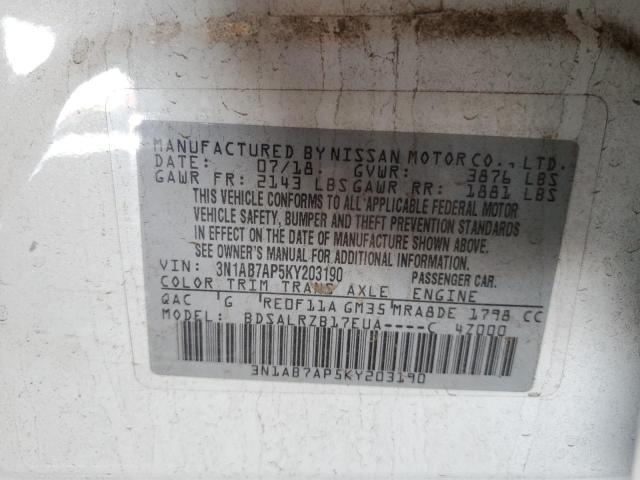 MANUFACTURED BY NISSAN MOTOR CO., LTD.
DATE: 07/18 GVWR: 3876 LBS
GAWR FR: 2143 LBS GAWR RR: 1881 LBS
THIS VEHICLE CONFORMS TO ALL APPLICABLE FEDERAL MOTOR
VEHICLE SAFETY, BUMPER AND THEFT PREVENTION STANDARDS
IN EFFECT ON THE DATE OF MANUFACTURE SHOWN ABOVE.
SEE OWNER'S MANUAL FOR ADDITIONAL INFORMATION.
VIN: 3N1AB7AP5KY203190 PASSENGER CAR.
COLOR TRIM TRANS AXLE ENGINE
QAC G RE0F11A GM35 MRA8DE 1798 CC
MODEL: BDSALRZB17EUA----C 4Z000
3N1AB7AP5KY203190